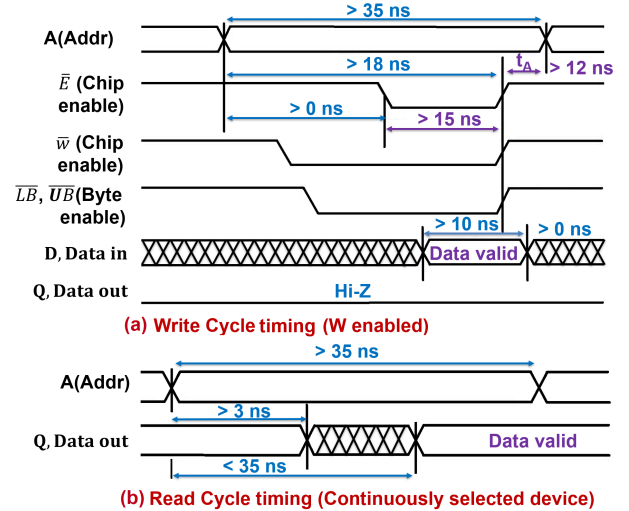 > 35 ns
A(Addr)
> 18 ns
t_A
> 12 ns
E̅ (Chip
enable)
> 0 ns
> 15 ns
w̅ (Chip
enable)
L̅B̅, U̅B̅(Byte
enable)
> 10 ns
> 0 ns
D, Data in
Data valid
Q, Data out
Hi-Z
(a) Write Cycle timing (W enabled)
> 35 ns
A(Addr)
> 3 ns
Q, Data out
Data valid
< 35 ns
(b) Read Cycle timing (Continuously selected device)